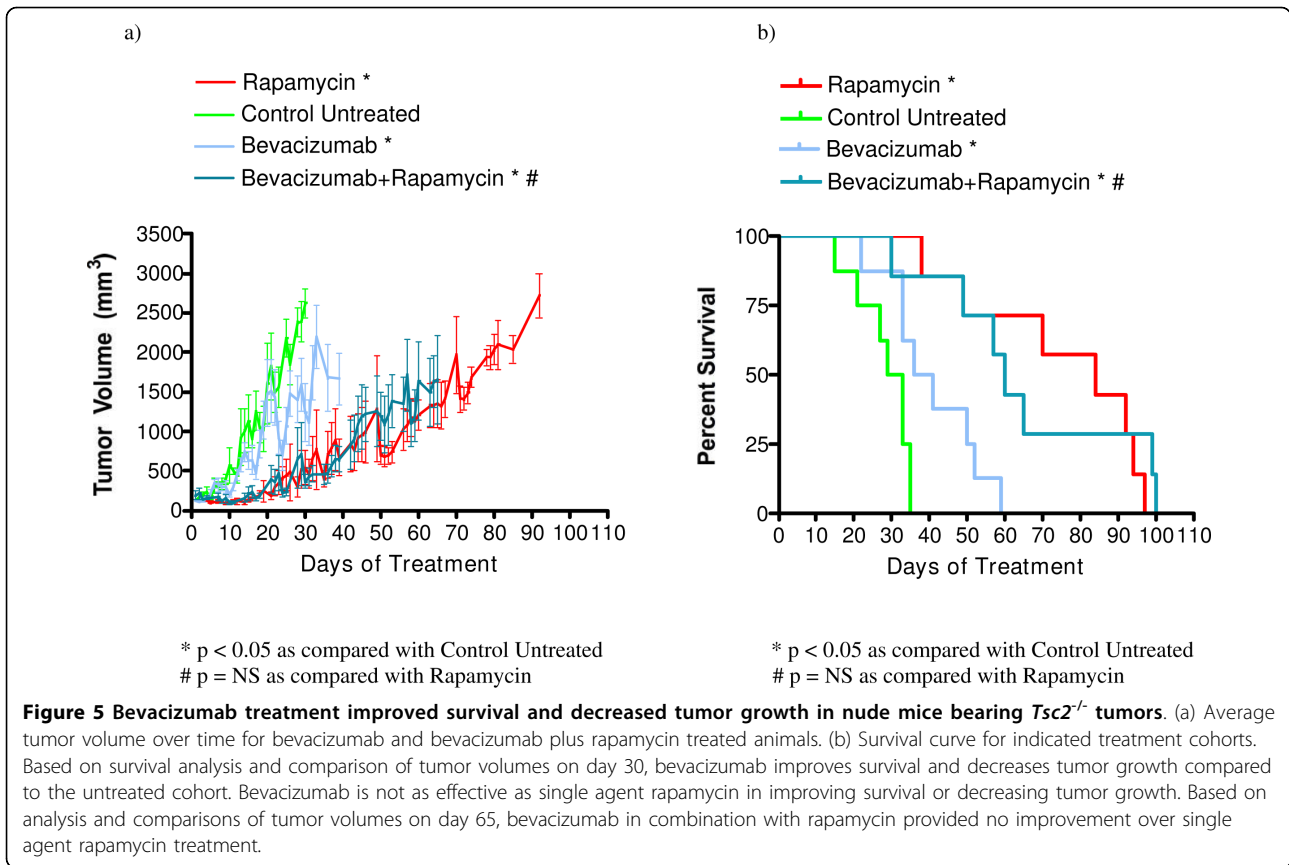 a)
Rapamycin *
Control Untreated
Bevacizumab *
Bevacizumab+Rapamycin * #
3500
3000
2500
2000
1500
1000
500
0
Tumor Volume (mm³)
0 10 20 30 40 50 60 70 80 90 100 110
Days of Treatment
* p < 0.05 as compared with Control Untreated
# p = NS as compared with Rapamycin
b)
Rapamycin *
Control Untreated
Bevacizumab *
Bevacizumab+Rapamycin * #
100
75
50
25
0
Percent Survival
0 10 20 30 40 50 60 70 80 90 100 110
Days of Treatment
* p < 0.05 as compared with Control Untreated
# p = NS as compared with Rapamycin
Figure 5 Bevacizumab treatment improved survival and decreased tumor growth in nude mice bearing Tsc2-/- tumors. (a) Average
tumor volume over time for bevacizumab and bevacizumab plus rapamycin treated animals. (b) Survival curve for indicated treatment cohorts.
Based on survival analysis and comparison of tumor volumes on day 30, bevacizumab improves survival and decreases tumor growth compared
to the untreated cohort. Bevacizumab is not as effective as single agent rapamycin in improving survival or decreasing tumor growth. Based on
analysis and comparisons of tumor volumes on day 65, bevacizumab in combination with rapamycin provided no improvement over single
agent rapamycin treatment.